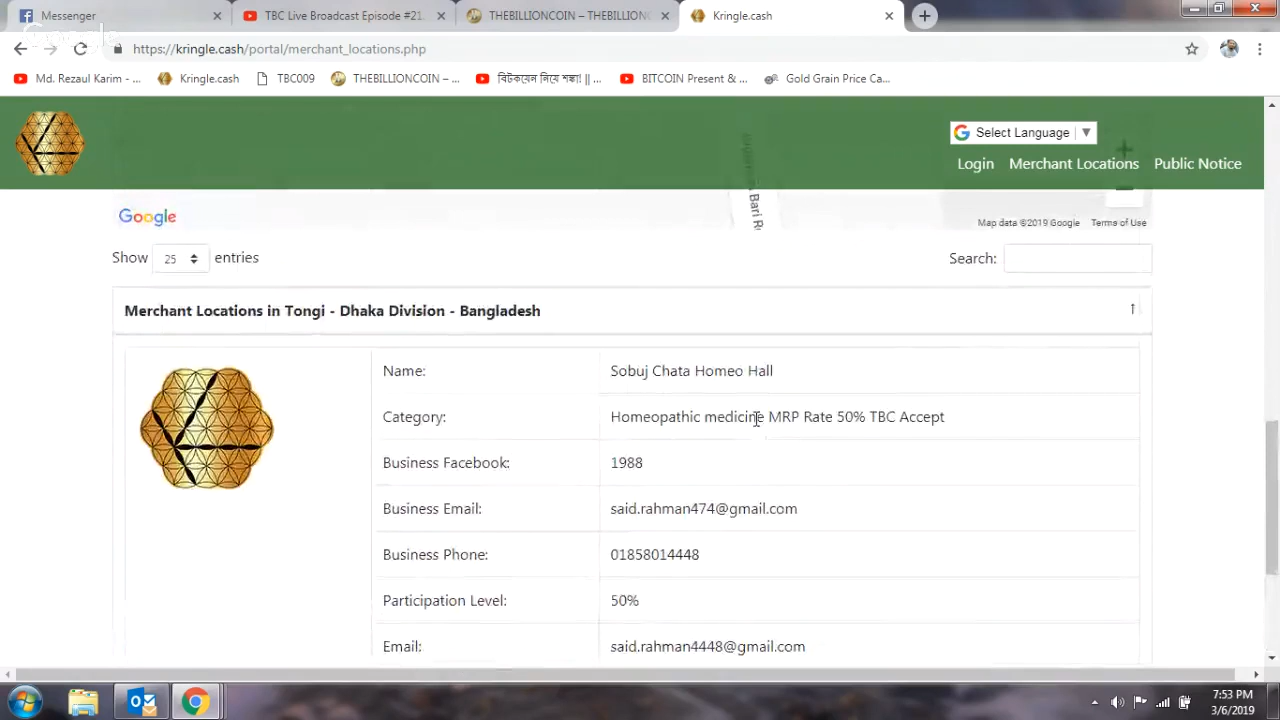 Messenger
TBC Live Broadcast Episode #21.
THEBILLIONCOIN – THEBILLION
Kringle.cash
https://kringle.cash/portal/merchant_locations.php
Md. Rezaul Karim - ...
Kringle.cash
TBC009
THEBILLIONCOIN – ...
বিটকয়েন নিয়ে শঙ্কা! || ...
BITCOIN Present & ...
Gold Grain Price Ca...
Select Language
Login
Merchant Locations
Public Notice
Google
Map data ©2019 Google
Terms of Use
Show 25 entries
Search:
Merchant Locations in Tongi - Dhaka Division - Bangladesh
Name: Sobuj Chata Homeo Hall
Category: Homeopathic medicine MRP Rate 50% TBC Accept
Business Facebook: 1988
Business Email: said.rahman474@gmail.com
Business Phone: 01858014448
Participation Level: 50%
Email: said.rahman4448@gmail.com
7:53 PM
3/6/2019